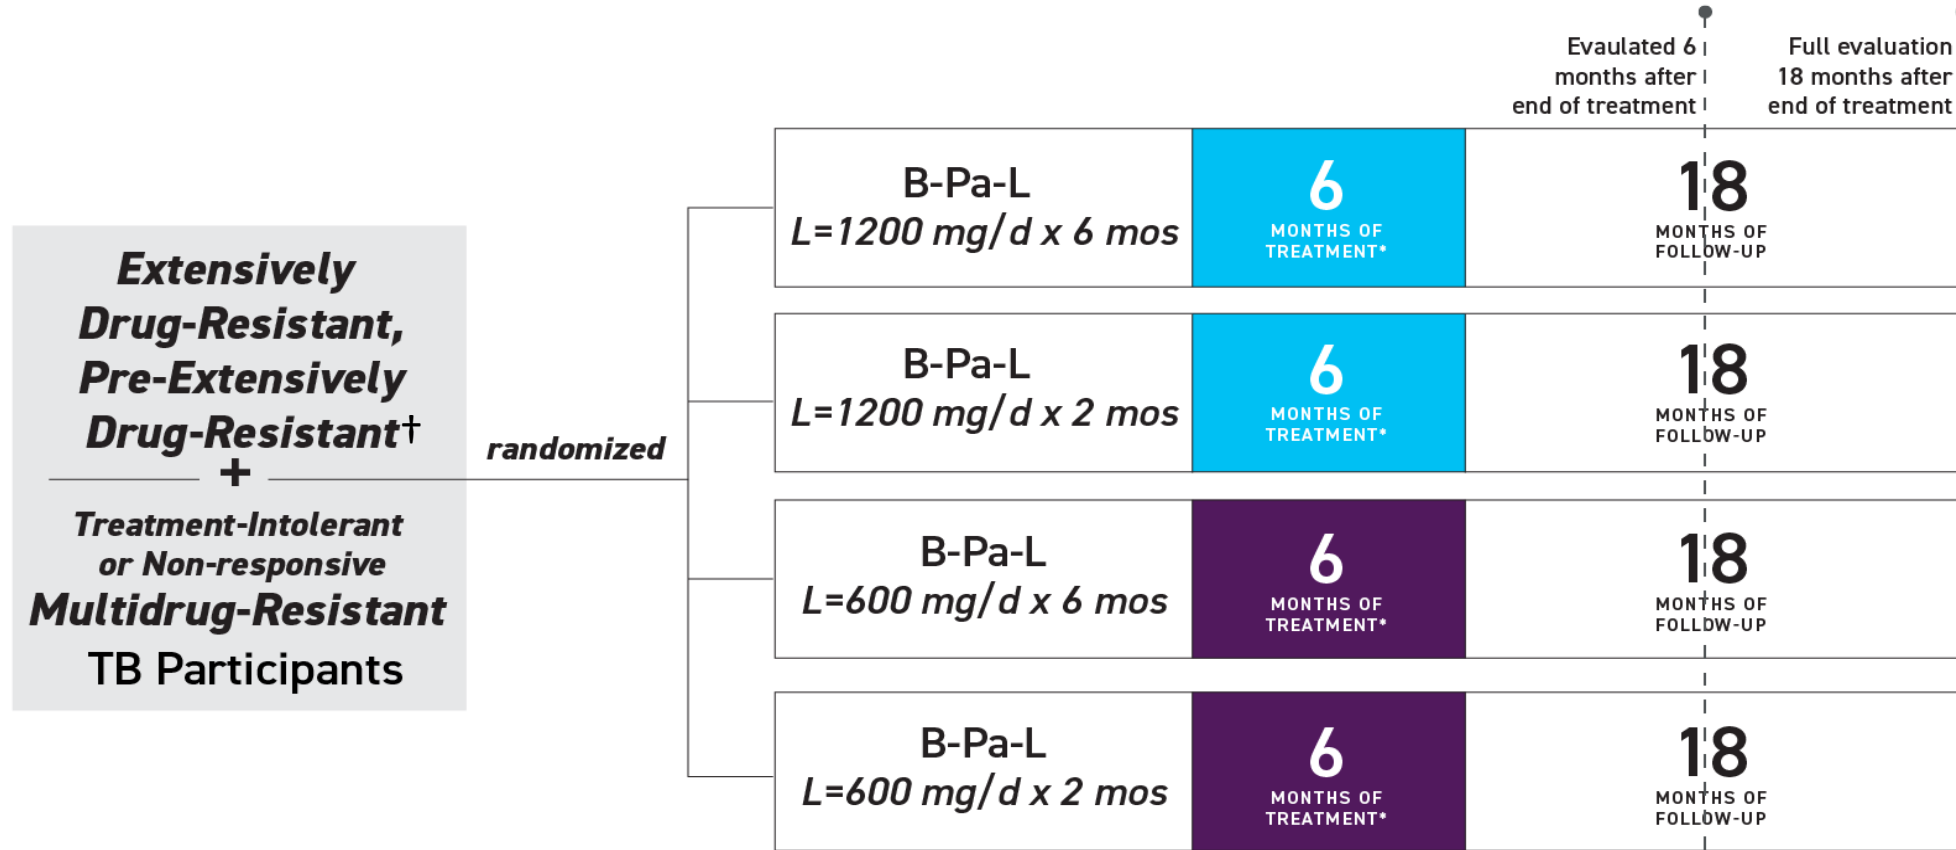 Evaulated 6
months after
end of treatment
Full evaluation
18 months after
end of treatment
Extensively
Drug-Resistant,
Pre-Extensively
Drug-Resistant†
+
Treatment-Intolerant
or Non-responsive
Multidrug-Resistant
TB Participants
randomized
B-Pa-L
L=1200 mg/d x 6 mos
6
MONTHS OF
TREATMENT*
18
MONTHS OF
FOLLOW-UP
B-Pa-L
L=1200 mg/d x 2 mos
6
MONTHS OF
TREATMENT*
18
MONTHS OF
FOLLOW-UP
B-Pa-L
L=600 mg/d x 6 mos
6
MONTHS OF
TREATMENT*
18
MONTHS OF
FOLLOW-UP
B-Pa-L
L=600 mg/d x 2 mos
6
MONTHS OF
TREATMENT*
18
MONTHS OF
FOLLOW-UP